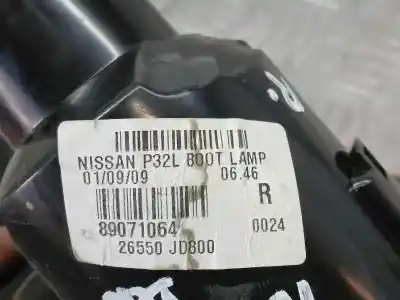 NISSAN P32L BOOT LAMP
01/09/09 06.46
R
89071064 0024
26550 JD800
R